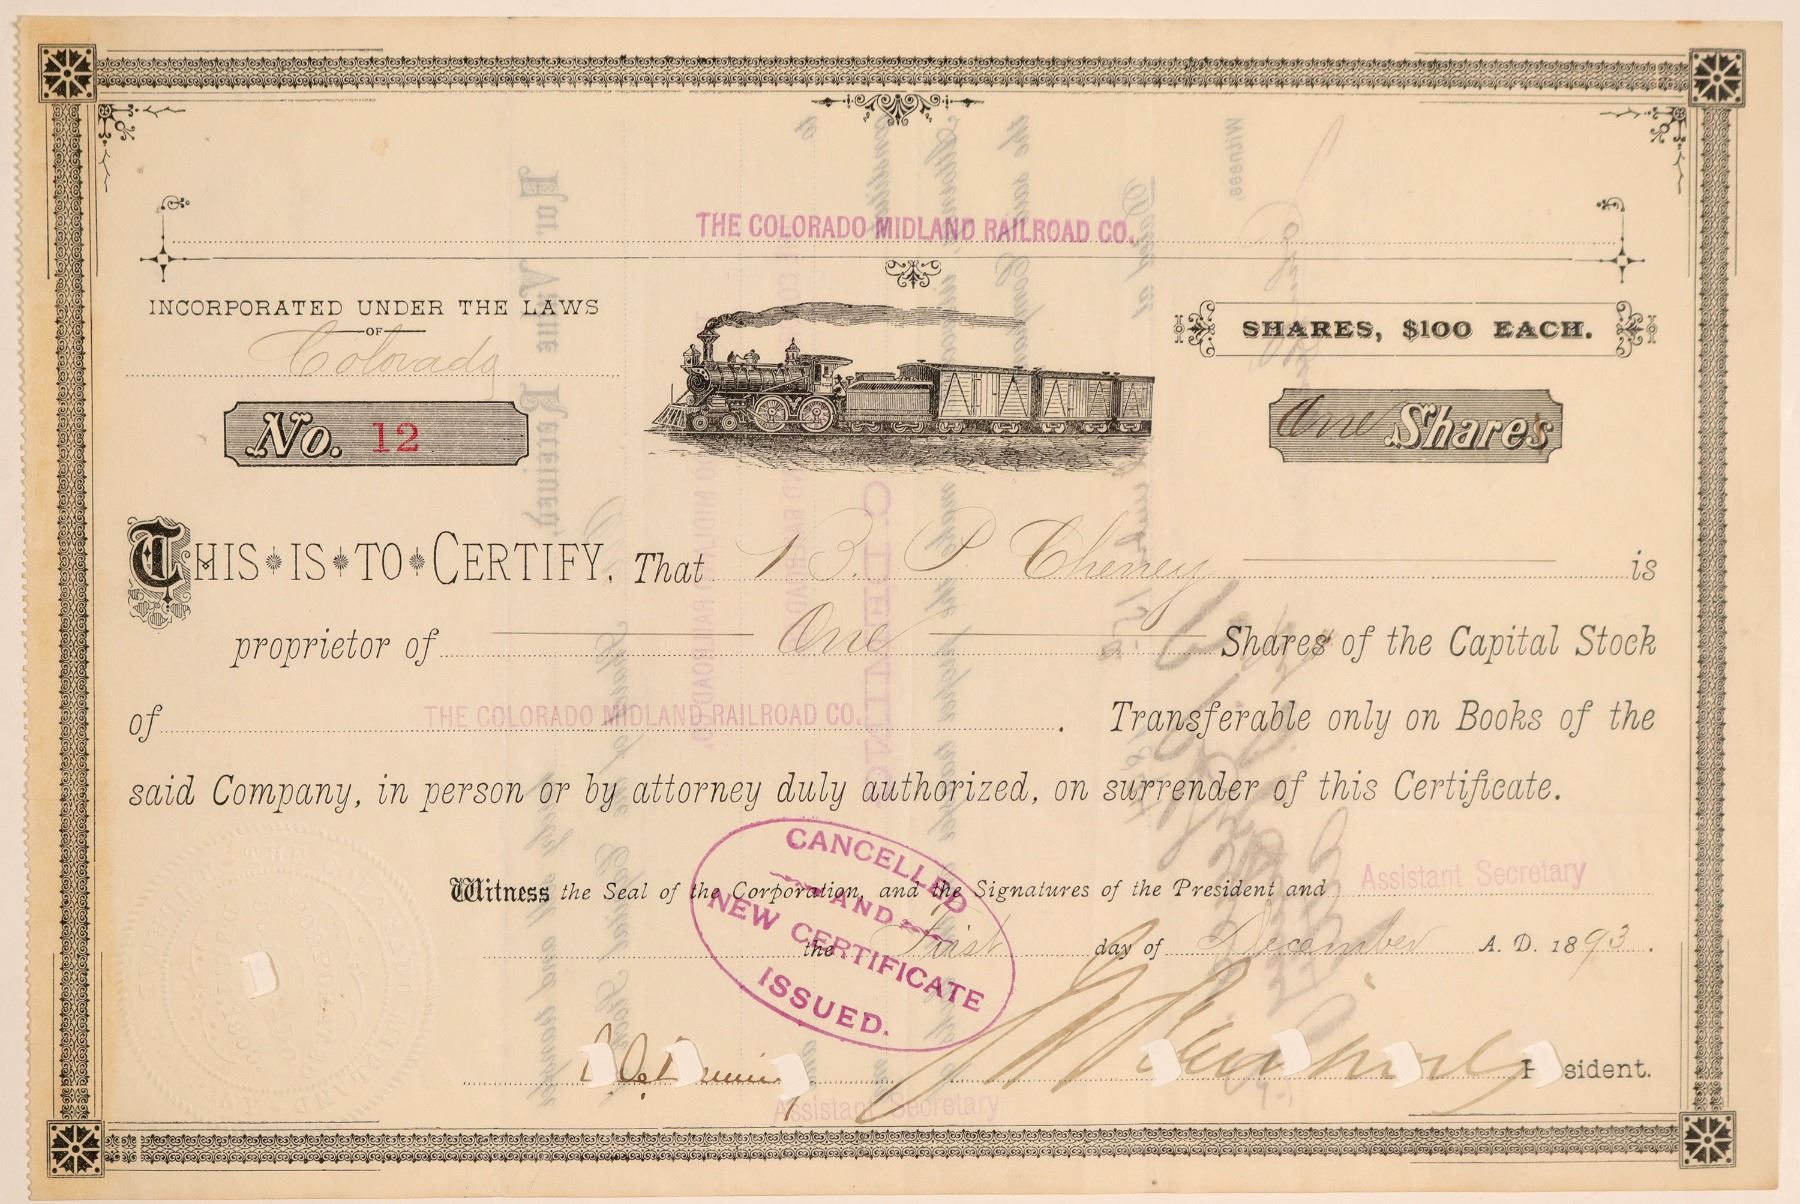 THE COLORADO MIDLAND RAILROAD CO.
INCORPORATED UNDER THE LAWS
OF
Colorado
SHARES, $100 EACH.
No. 12
One Shares
THIS IS TO CERTIFY, That B. P. Cheney is
proprietor of One Shares of the Capital Stock
of THE COLORADO MIDLAND RAILROAD CO. . Transferable only on Books of the
said Company, in person or by attorney duly authorized, on surrender of this Certificate.
Witness the Seal of the Corporation, and the Signatures of the President and Assistant Secretary
the First day of December A. D. 1893.
CANCELLED
AND
NEW CERTIFICATE
ISSUED.
President.
Assistant Secretary